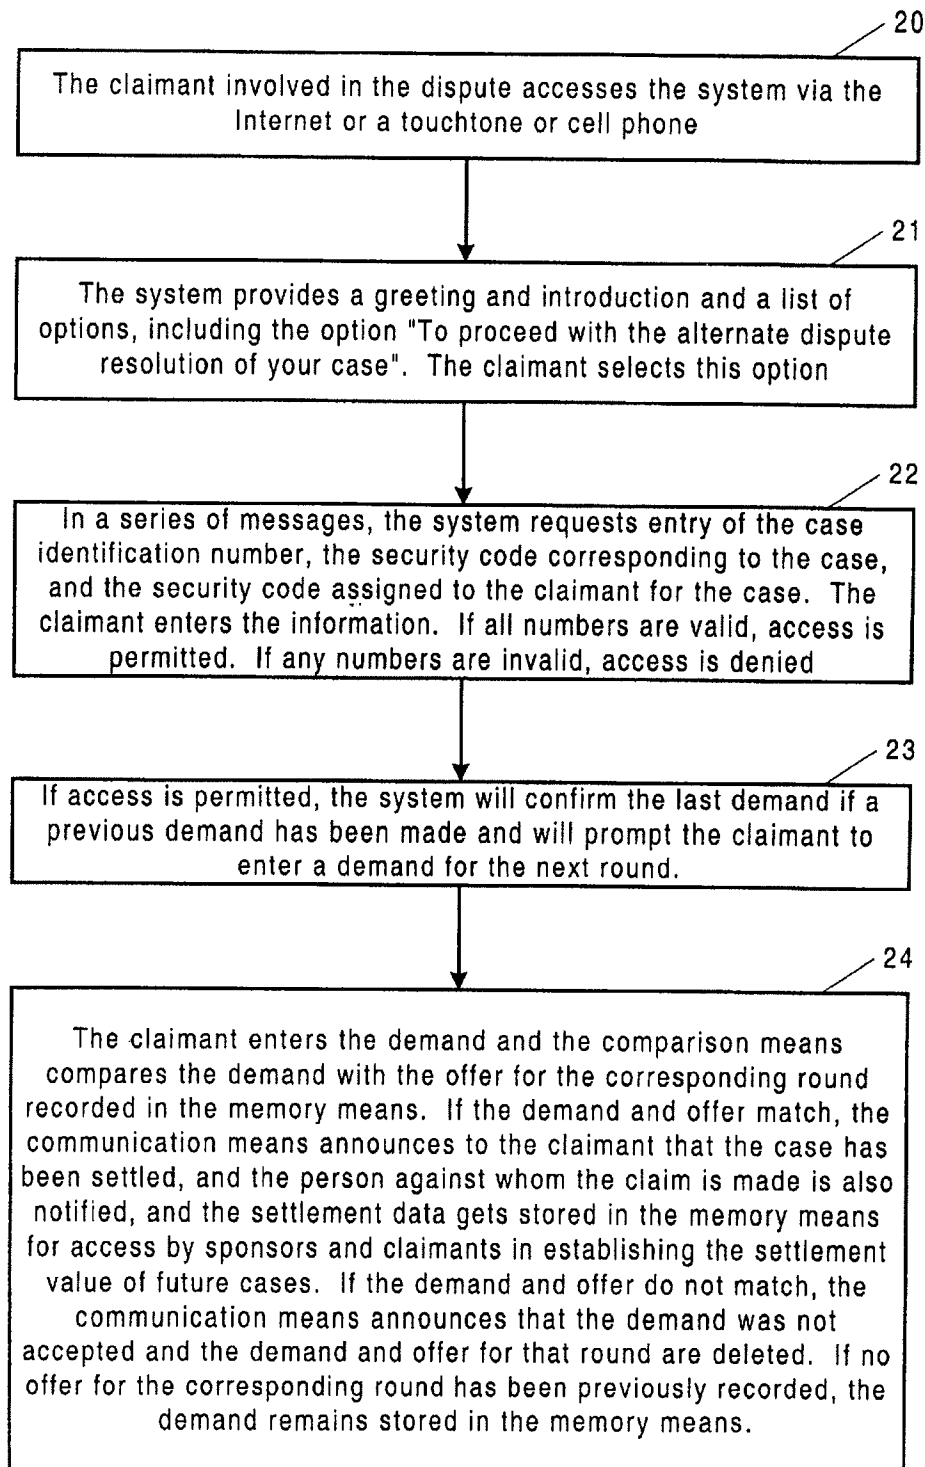 20
The claimant involved in the dispute accesses the system via the
Internet or a touchtone or cell phone
21
The system provides a greeting and introduction and a list of
options, including the option "To proceed with the alternate dispute
resolution of your case". The claimant selects this option
22
In a series of messages, the system requests entry of the case
identification number, the security code corresponding to the case,
and the security code assigned to the claimant for the case. The
claimant enters the information. If all numbers are valid, access is
permitted. If any numbers are invalid, access is denied
23
If access is permitted, the system will confirm the last demand if a
previous demand has been made and will prompt the claimant to
enter a demand for the next round.
24
The claimant enters the demand and the comparison means
compares the demand with the offer for the corresponding round
recorded in the memory means. If the demand and offer match, the
communication means announces to the claimant that the case has
been settled, and the person against whom the claim is made is also
notified, and the settlement data gets stored in the memory means
for access by sponsors and claimants in establishing the settlement
value of future cases. If the demand and offer do not match, the
communication means announces that the demand was not
accepted and the demand and offer for that round are deleted. If no
offer for the corresponding round has been previously recorded, the
demand remains stored in the memory means.